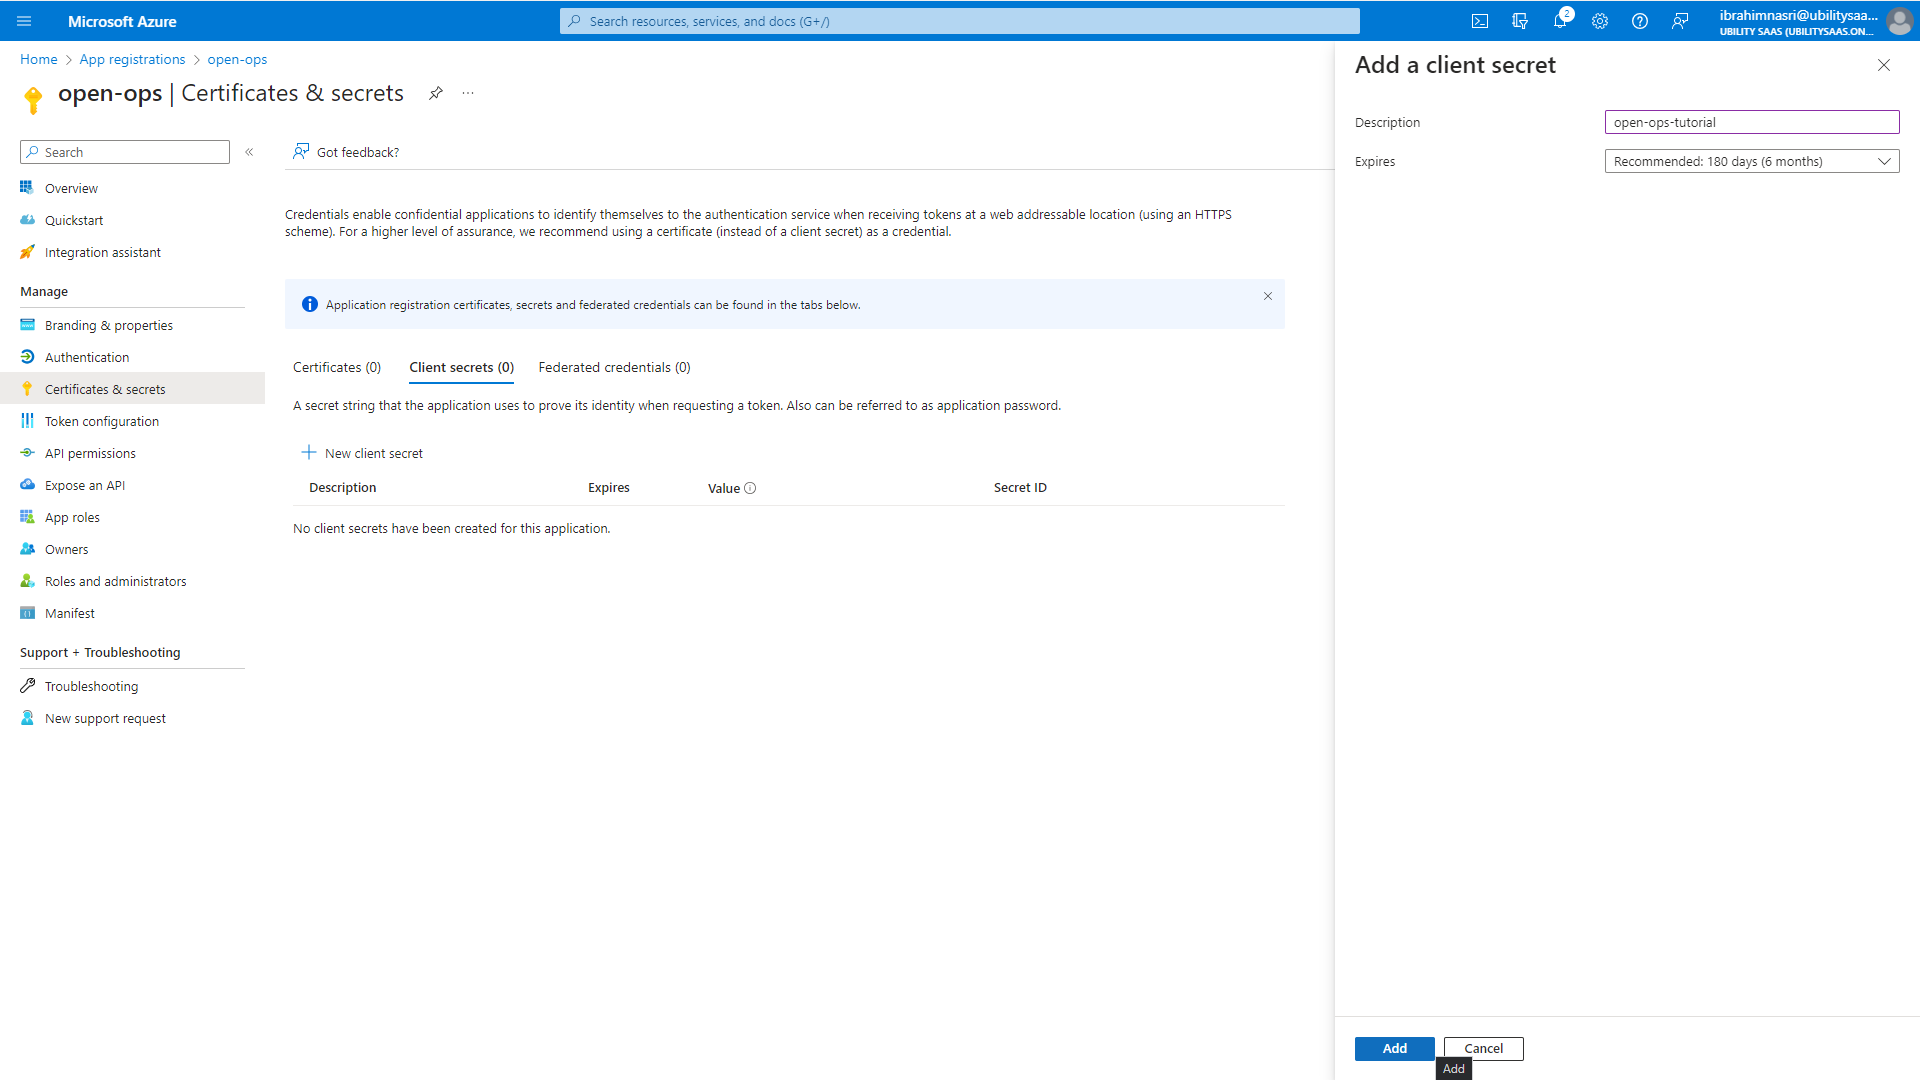 Microsoft Azure
Search resources, services, and docs (G+/)
2
ibrahimnasri@ubilitysaa...
UBILITY SAAS (UBILITYSAAS.ON...
Home
App registrations
open-ops
open-ops | Certificates & secrets
...
Search
«
Overview
Quickstart
Integration assistant
Manage
Branding & properties
Authentication
Certificates & secrets
Token configuration
API permissions
Expose an API
App roles
Owners
Roles and administrators
Manifest
Support + Troubleshooting
Troubleshooting
New support request
Got feedback?
Credentials enable confidential applications to identify themselves to the authentication service when receiving tokens at a web addressable location (using an HTTPS
scheme). For a higher level of assurance, we recommend using a certificate (instead of a client secret) as a credential.
Application registration certificates, secrets and federated credentials can be found in the tabs below.
Certificates (0)
Client secrets (0)
Federated credentials (0)
A secret string that the application uses to prove its identity when requesting a token. Also can be referred to as application password.
New client secret
Description
Expires
Value
Secret ID
No client secrets have been created for this application.
Add a client secret
Description
open-ops-tutorial
Expires
Recommended: 180 days (6 months)
Add
Cancel
Add